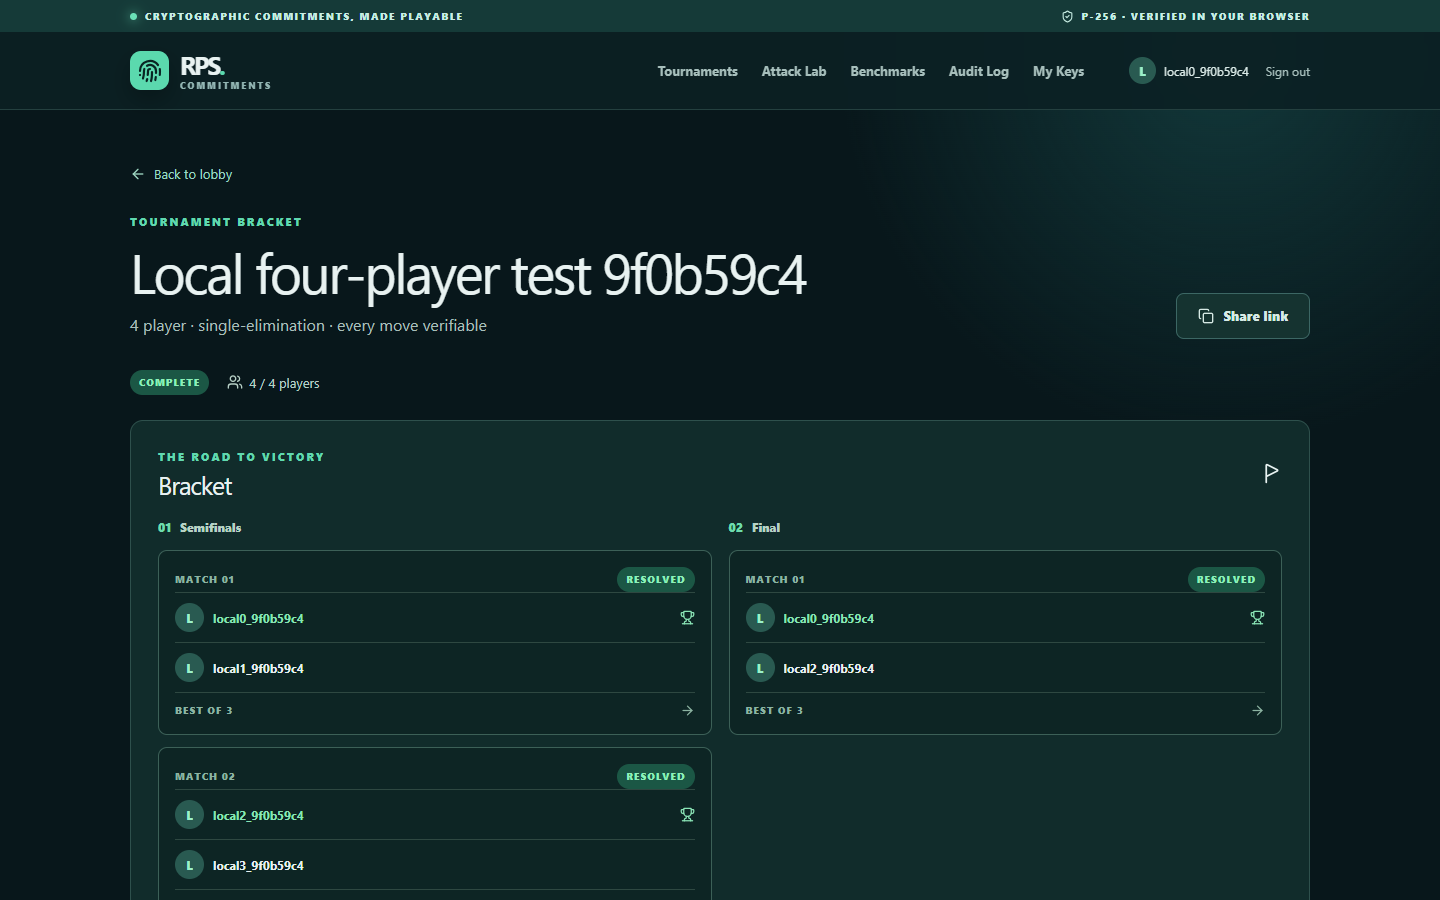 CRYPTOGRAPHIC COMMITMENTS, MADE PLAYABLE
P-256 · VERIFIED IN YOUR BROWSER
RPS.
COMMITMENTS
Tournaments
Attack Lab
Benchmarks
Audit Log
My Keys
L
local0_9f0b59c4
Sign out
Back to lobby
TOURNAMENT BRACKET
Local four-player test 9f0b59c4
4 player · single-elimination · every move verifiable
Share link
COMPLETE
4 / 4 players
THE ROAD TO VICTORY
Bracket
01 Semifinals
MATCH 01
RESOLVED
L local0_9f0b59c4
L local1_9f0b59c4
BEST OF 3
MATCH 02
RESOLVED
L local2_9f0b59c4
L local3_9f0b59c4
02 Final
MATCH 01
RESOLVED
L local0_9f0b59c4
L local2_9f0b59c4
BEST OF 3